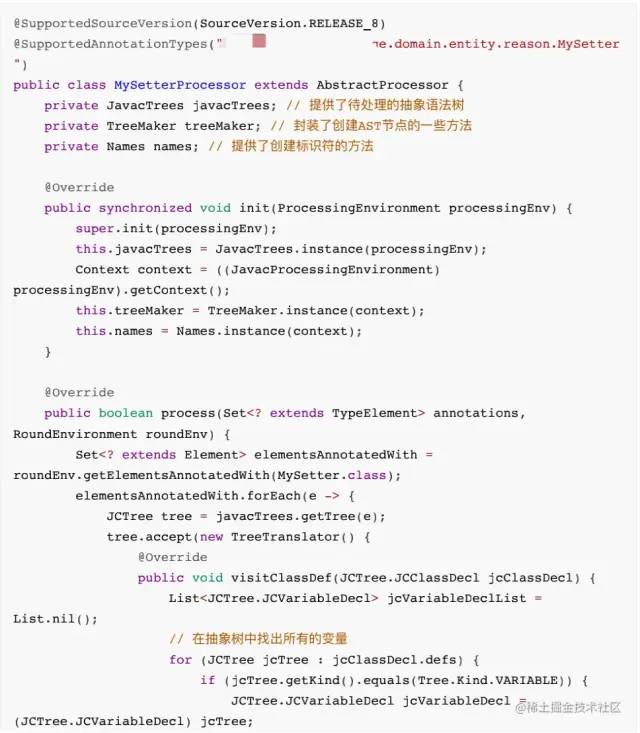 @SupportedSourceVersion(SourceVersion.RELEASE_8)
@SupportedAnnotationTypes("e.domain.entity.reason.MySetter
")
public class MySetterProcessor extends AbstractProcessor {
    private JavacTrees javacTrees; // 提供了待处理的抽象语法树
    private TreeMaker treeMaker; // 封装了创建AST节点的一些方法
    private Names names; // 提供了创建标识符的方法

    @Override
    public synchronized void init(ProcessingEnvironment processingEnv) {
        super.init(processingEnv);
        this.javacTrees = JavacTrees.instance(processingEnv);
        Context context = ((JavacProcessingEnvironment)
processingEnv).getContext();
        this.treeMaker = TreeMaker.instance(context);
        this.names = Names.instance(context);
    }

    @Override
    public boolean process(Set<? extends TypeElement> annotations,
RoundEnvironment roundEnv) {
        Set<? extends Element> elementsAnnotatedWith =
roundEnv.getElementsAnnotatedWith(MySetter.class);
        elementsAnnotatedWith.forEach(e -> {
            JCTree tree = javacTrees.getTree(e);
            tree.accept(new TreeTranslator() {
                @Override
                public void visitClassDef(JCTree.JCClassDecl jcClassDecl) {
                    List<JCTree.JCVariableDecl> jcVariableDeclList =
List.nil();
                    // 在抽象树中找出所有的变量
                    for (JCTree jcTree : jcClassDecl.defs) {
                        if (jcTree.getKind().equals(Tree.Kind.VARIABLE)) {
                            JCTree.JCVariableDecl jcVariableDecl =
(JCTree.JCVariableDecl) jcTree;
@稀土掘金技术社区